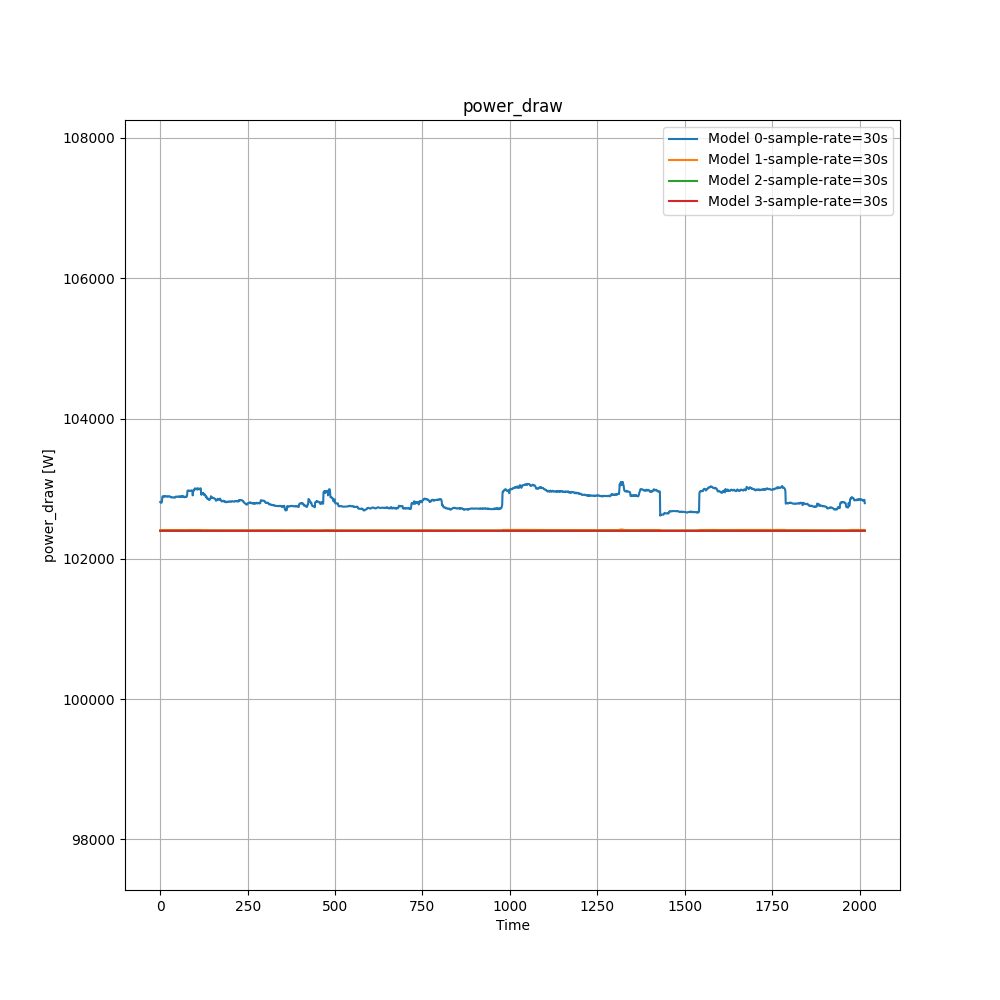 power_draw
108000
106000
104000
102000
100000
98000
power_draw [W]
Model 0-sample-rate=30s
Model 1-sample-rate=30s
Model 2-sample-rate=30s
Model 3-sample-rate=30s
0 250 500 750 1000 1250 1500 1750 2000
Time